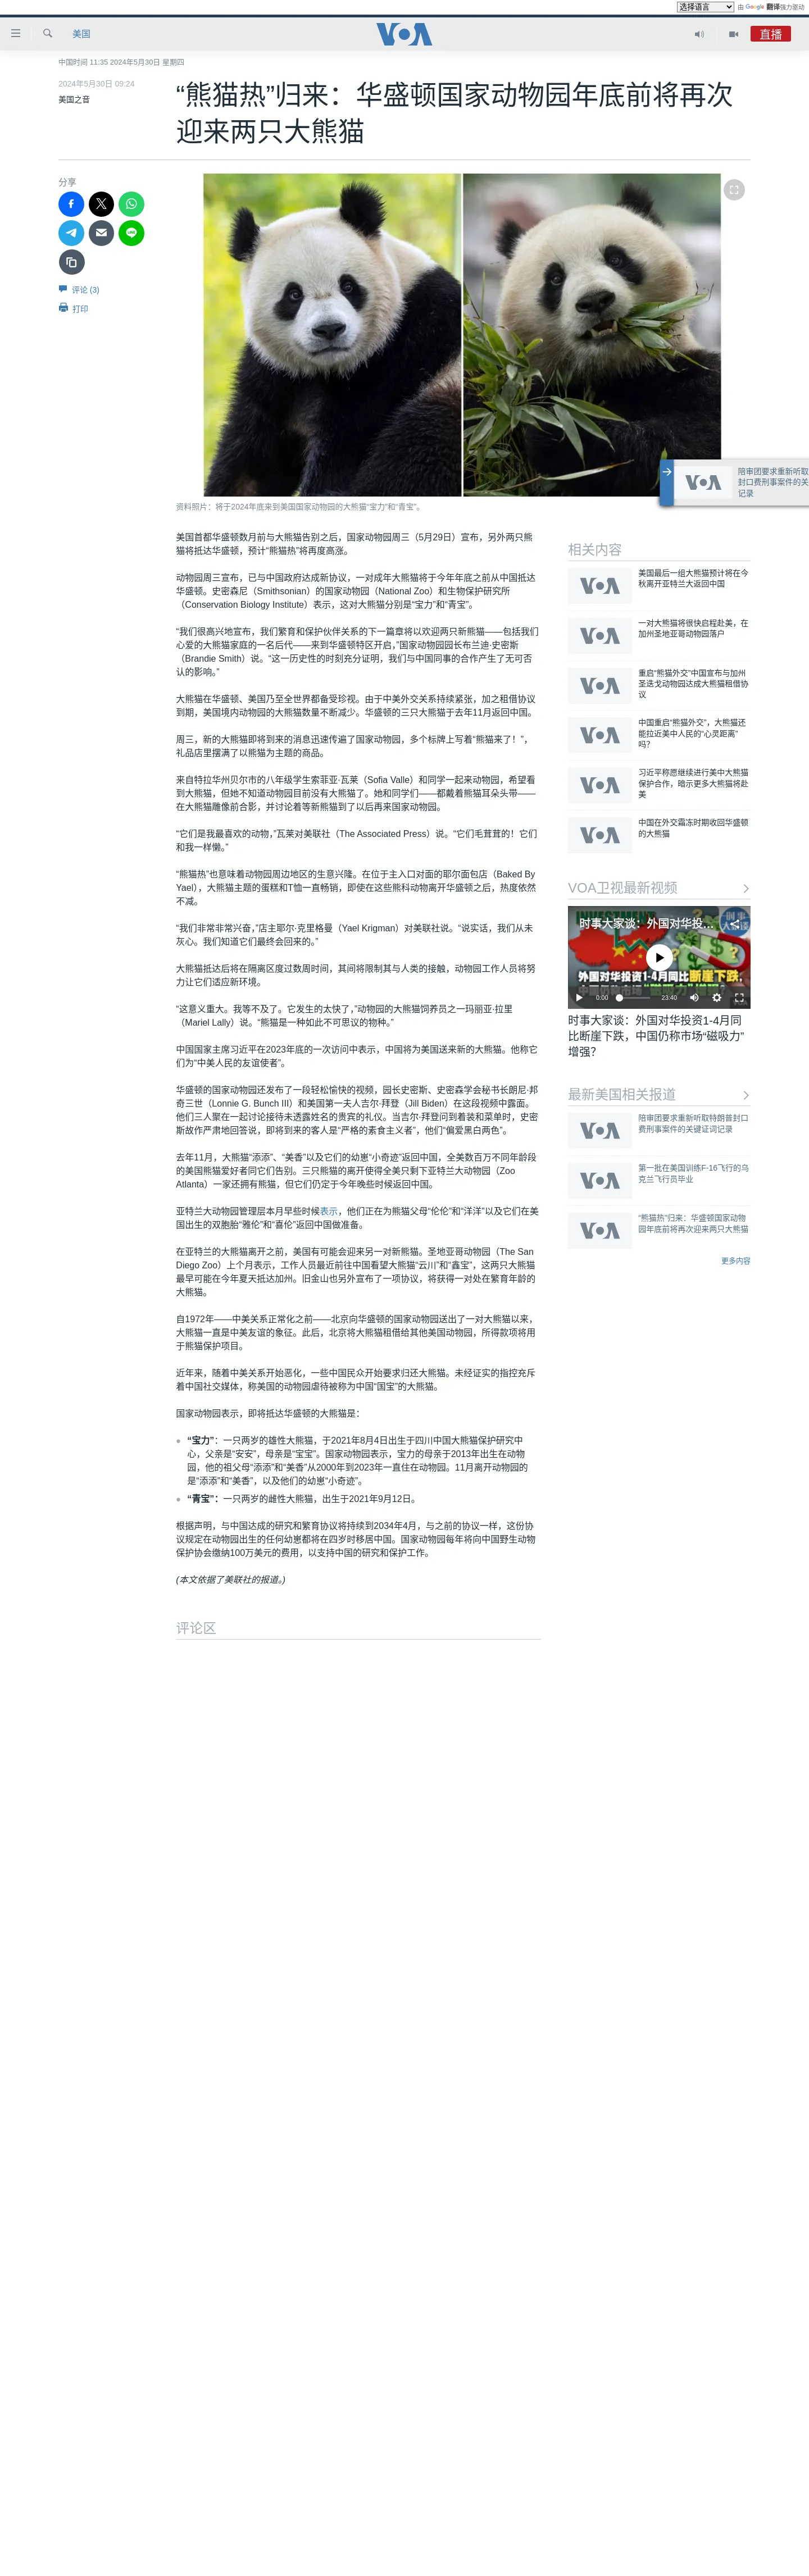 选择语言 由 Google 翻译强力驱动
美国 VOA 直播
中国时间 11:35 2024年5月30日 星期四
2024年5月30日 09:24
美国之音
“熊猫热”归来：华盛顿国家动物园年底前将再次
迎来两只大熊猫
分享
LINE
评论 (3)
打印
资料照片：将于2024年底来到美国国家动物园的大熊猫“宝力”和“青宝”。
VOA
陪审团要求重新听取
封口费刑事案件的关
记录
美国首都华盛顿数月前与大熊猫告别之后，国家动物园周三（5月29日）宣布，另外两只熊
猫将抵达华盛顿，预计“熊猫热”将再度高涨。
动物园周三宣布，已与中国政府达成新协议，一对成年大熊猫将于今年年底之前从中国抵达
华盛顿。史密森尼（Smithsonian）的国家动物园（National Zoo）和生物保护研究所
（Conservation Biology Institute）表示，这对大熊猫分别是“宝力”和“青宝”。
“我们很高兴地宣布，我们繁育和保护伙伴关系的下一篇章将以欢迎两只新熊猫——包括我们
心爱的大熊猫家庭的一名后代——来到华盛顿特区开启，”国家动物园园长布兰迪·史密斯
（Brandie Smith）说。“这一历史性的时刻充分证明，我们与中国同事的合作产生了无可否
认的影响。”
大熊猫在华盛顿、美国乃至全世界都备受珍视。由于中美外交关系持续紧张，加之租借协议
到期，美国境内动物园的大熊猫数量不断减少。华盛顿的三只大熊猫于去年11月返回中国。
周三，新的大熊猫即将到来的消息迅速传遍了国家动物园，多个标牌上写着“熊猫来了！”，
礼品店里摆满了以熊猫为主题的商品。
来自特拉华州贝尔市的八年级学生索菲亚·瓦莱（Sofia Valle）和同学一起来动物园，希望看
到大熊猫，但她不知道动物园目前没有大熊猫了。她和同学们——都戴着熊猫耳朵头带——
在大熊猫雕像前合影，并讨论着等新熊猫到了以后再来国家动物园。
“它们是我最喜欢的动物，”瓦莱对美联社（The Associated Press）说。“它们毛茸茸的！它们
和我一样懒。”
“熊猫热”也意味着动物园周边地区的生意兴隆。在位于主入口对面的耶尔面包店（Baked By
Yael），大熊猫主题的蛋糕和T恤一直畅销，即使在这些熊科动物离开华盛顿之后，热度依然
不减。
“我们非常非常兴奋，”店主耶尔·克里格曼（Yael Krigman）对美联社说。“说实话，我们从未
灰心。我们知道它们最终会回来的。”
大熊猫抵达后将在隔离区度过数周时间，其间将限制其与人类的接触，动物园工作人员将努
力让它们适应新环境。
“这意义重大。我等不及了。它发生的太快了，”动物园的大熊猫饲养员之一玛丽亚·拉里
（Mariel Lally）说。“熊猫是一种如此不可思议的物种。”
中国国家主席习近平在2023年底的一次访问中表示，中国将为美国送来新的大熊猫。他称它
们为“中美人民的友谊使者”。
华盛顿的国家动物园还发布了一段轻松愉快的视频，园长史密斯、史密森学会秘书长朗尼·邦
奇三世（Lonnie G. Bunch III）和美国第一夫人吉尔·拜登（Jill Biden）在这段视频中露面。
他们三人聚在一起讨论接待未透露姓名的贵宾的礼仪。当吉尔·拜登问到着装和菜单时，史密
斯故作严肃地回答说，即将到来的客人是“严格的素食主义者”，他们“偏爱黑白两色”。
去年11月，大熊猫“添添”、“美香”以及它们的幼崽“小奇迹”返回中国，全美数百万不同年龄段
的美国熊猫爱好者同它们告别。三只熊猫的离开使得全美只剩下亚特兰大动物园（Zoo
Atlanta）一家还拥有熊猫，但它们仍定于今年晚些时候返回中国。
亚特兰大动物园管理层本月早些时候表示，他们正在为熊猫父母“伦伦”和“洋洋”以及它们在美
国出生的双胞胎“雅伦”和“喜伦”返回中国做准备。
在亚特兰的大熊猫离开之前，美国有可能会迎来另一对新熊猫。圣地亚哥动物园（The San
Diego Zoo）上个月表示，工作人员最近前往中国看望大熊猫“云川”和“鑫宝”，这两只大熊猫
最早可能在今年夏天抵达加州。旧金山也另外宣布了一项协议，将获得一对处在繁育年龄的
大熊猫。
自1972年——中美关系正常化之前——北京向华盛顿的国家动物园送出了一对大熊猫以来，
大熊猫一直是中美友谊的象征。此后，北京将大熊猫租借给其他美国动物园，所得款项将用
于熊猫保护项目。
近年来，随着中美关系开始恶化，一些中国民众开始要求归还大熊猫。未经证实的指控充斥
着中国社交媒体，称美国的动物园虐待被称为中国“国宝”的大熊猫。
国家动物园表示，即将抵达华盛顿的大熊猫是：
“宝力”：一只两岁的雄性大熊猫，于2021年8月4日出生于四川中国大熊猫保护研究中
心，父亲是“安安”，母亲是“宝宝”。国家动物园表示，宝力的母亲于2013年出生在动物
园，他的祖父母“添添”和“美香”从2000年到2023年一直住在动物园。11月离开动物园的
是“添添”和“美香”，以及他们的幼崽“小奇迹”。
“青宝”：一只两岁的雌性大熊猫，出生于2021年9月12日。
根据声明，与中国达成的研究和繁育协议将持续到2034年4月，与之前的协议一样，这份协
议规定在动物园出生的任何幼崽都将在四岁时移居中国。国家动物园每年将向中国野生动物
保护协会缴纳100万美元的费用，以支持中国的研究和保护工作。
(本文依据了美联社的报道。)
评论区
相关内容
VOA
美国最后一组大熊猫预计将在今
秋离开亚特兰大返回中国
VOA
一对大熊猫将很快启程赴美，在
加州圣地亚哥动物园落户
VOA
重启“熊猫外交”中国宣布与加州
圣迭戈动物园达成大熊猫租借协
议
VOA
中国重启“熊猫外交”，大熊猫还
能拉近美中人民的“心灵距离”
吗？
VOA
习近平称愿继续进行美中大熊猫
保护合作，暗示更多大熊猫将赴
美
VOA
中国在外交霜冻时期收回华盛顿
的大熊猫
VOA卫视最新视频
INVESTMENT
时事大家谈：外国对华投...
外国对华投资1-4月同比断崖下跌，
0:00 23:40
时事大家谈：外国对华投资1-4月同
比断崖下跌，中国仍称市场“磁吸力”
增强？
最新美国相关报道
VOA
陪审团要求重新听取特朗普封口
费刑事案件的关键证词记录
VOA
第一批在美国训练F-16飞行的乌
克兰飞行员毕业
VOA
“熊猫热”归来：华盛顿国家动物
园年底前将再次迎来两只大熊猫
更多内容